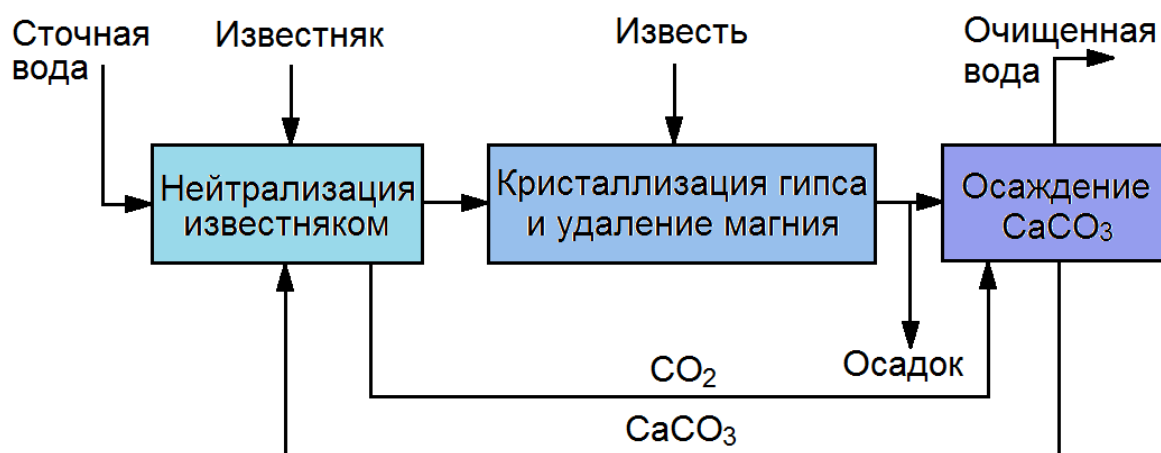 Сточная
вода
Известняк
Известь
Очищенная
вода
Нейтрализация
известняком
Кристаллизация гипса
и удаление магния
Осаждение
CaCO₃
Осадок
CO₂
CaCO₃